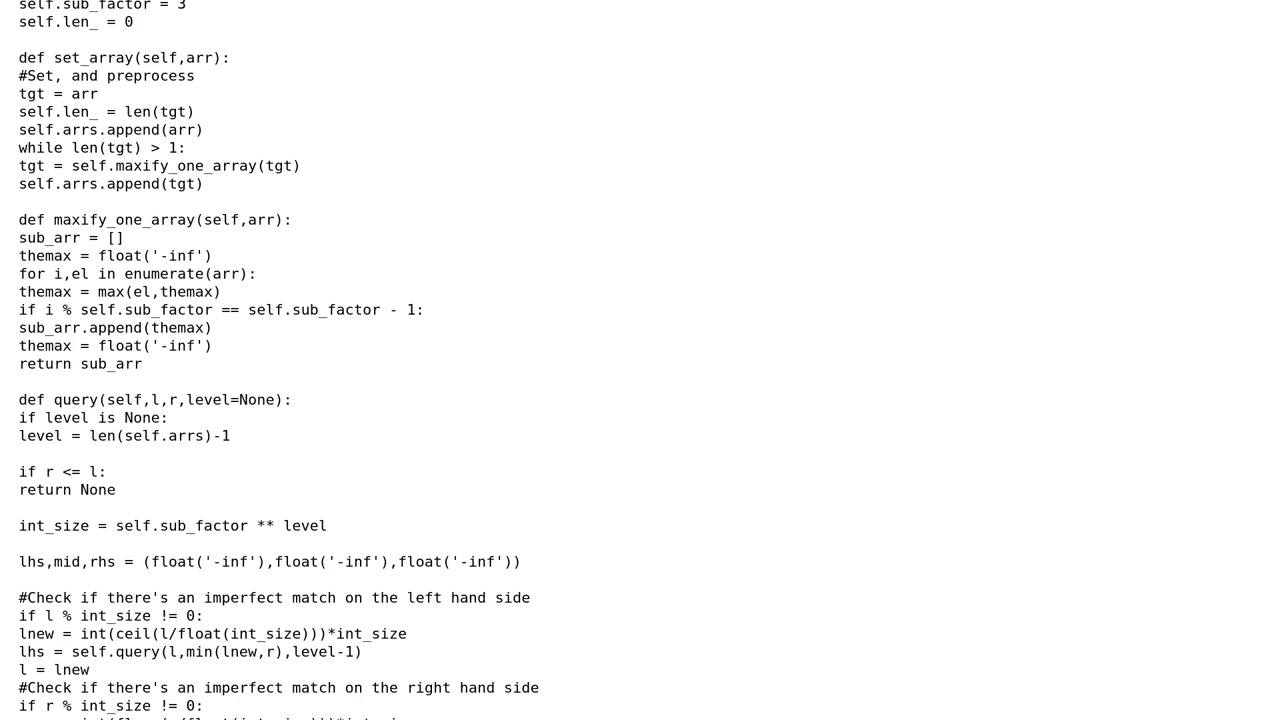 self.sub_factor = 3
self.len_ = 0
def set_array(self,arr):
#Set, and preprocess
tgt = arr
self.len_ = len(tgt)
self.arrs.append(arr)
while len(tgt) > 1:
tgt = self.maxify_one_array(tgt)
self.arrs.append(tgt)
def maxify_one_array(self,arr):
sub_arr = []
themax = float('-inf')
for i,el in enumerate(arr):
themax = max(el,themax)
if i % self.sub_factor == self.sub_factor - 1:
sub_arr.append(themax)
themax = float('-inf')
return sub_arr
def query(self,l,r,level=None):
if level is None:
level = len(self.arrs)-1
if r <= l:
return None
int_size = self.sub_factor ** level
lhs,mid,rhs = (float('-inf'),float('-inf'),float('-inf'))
#Check if there's an imperfect match on the left hand side
if l % int_size != 0:
lnew = int(ceil(l/float(int_size)))*int_size
lhs = self.query(l,min(lnew,r),level-1)
l = lnew
#Check if there's an imperfect match on the right hand side
if r % int_size != 0: